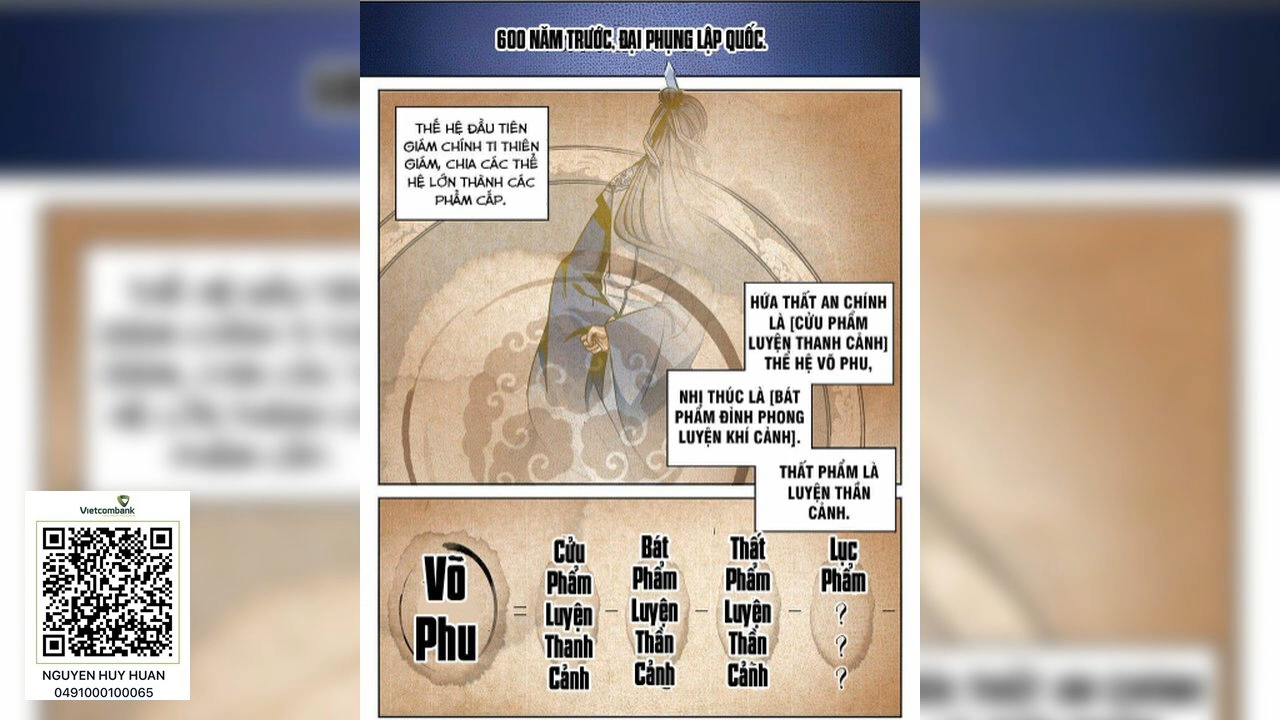 600 NĂM TRƯỚC, ĐẠI PHỤNG LẬP QUỐC.
THẾ HỆ ĐẦU TIÊN
GIÁM CHÍNH TI THIÊN
GIÁM, CHIA CÁC THỂ
HỆ LỚN THÀNH CÁC
PHẨM CẤP.
HỨA THẤT AN CHÍNH
LÀ [CỬU PHẨM
LUYỆN THANH CẢNH]
THỂ HỆ VÕ PHU,
NHỊ THÚC LÀ [BÁT
PHẨM ĐỈNH PHONG
LUYỆN KHÍ CẢNH].
THẤT PHẨM LÀ
LUYỆN THẦN
CẢNH.
Võ
Phu
=
Cửu
Phẩm
Luyện
Thanh
Cảnh
–
Bát
Phẩm
Luyện
Thần
Cảnh
–
Thất
Phẩm
Luyện
Thần
Cảnh
–
Lục
Phẩm
?
?
?
–
Vietcombank
NGUYEN HUY HUAN
0491000100065